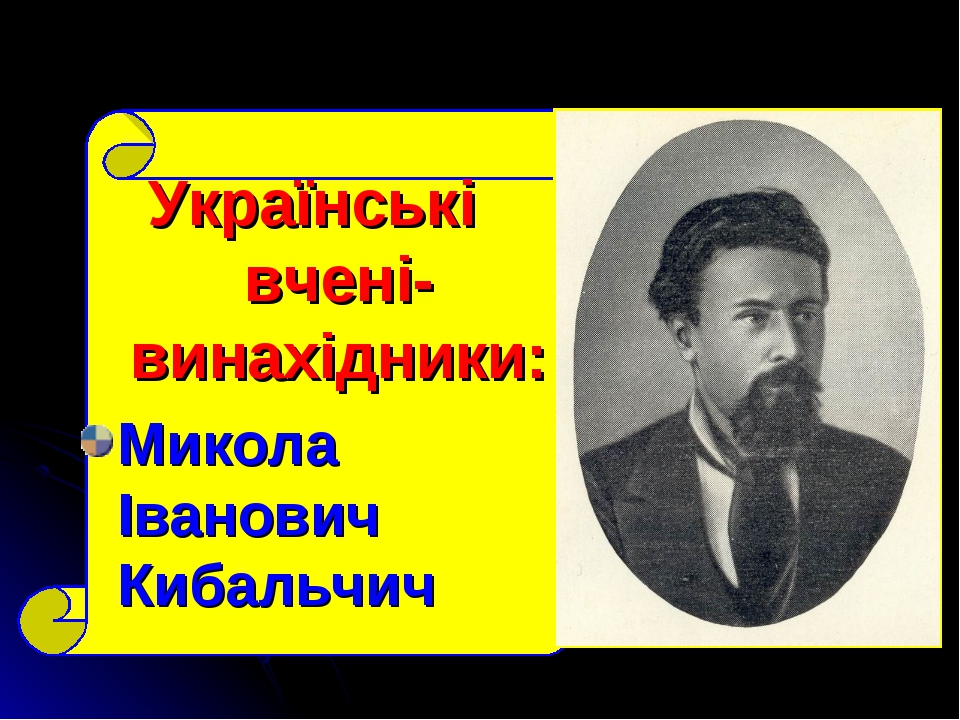 Українські
вчені-
винахідники:
Микола
Іванович
Кибальчич